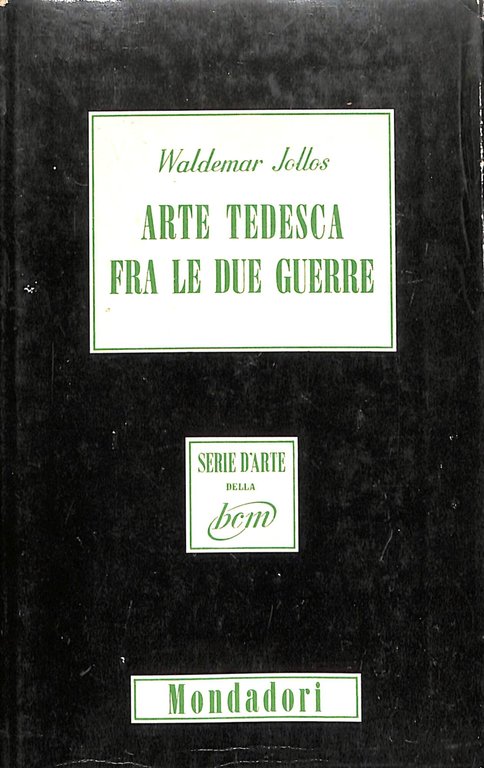 Waldemar Jollos
ARTE TEDESCA
FRA LE DUE GUERRE
SERIE D'ARTE
DELLA
bcm
Mondadori